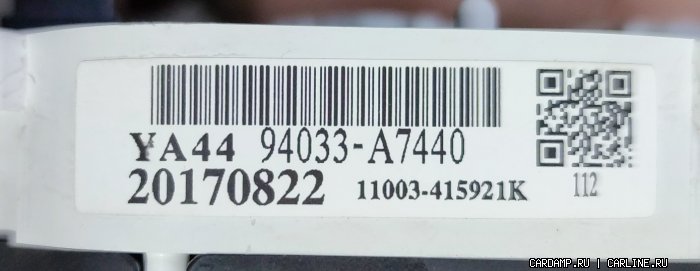 YA44 94033-A7440
20170822 11003-415921K
112
CARDAMP.RU | CARLINE.RU